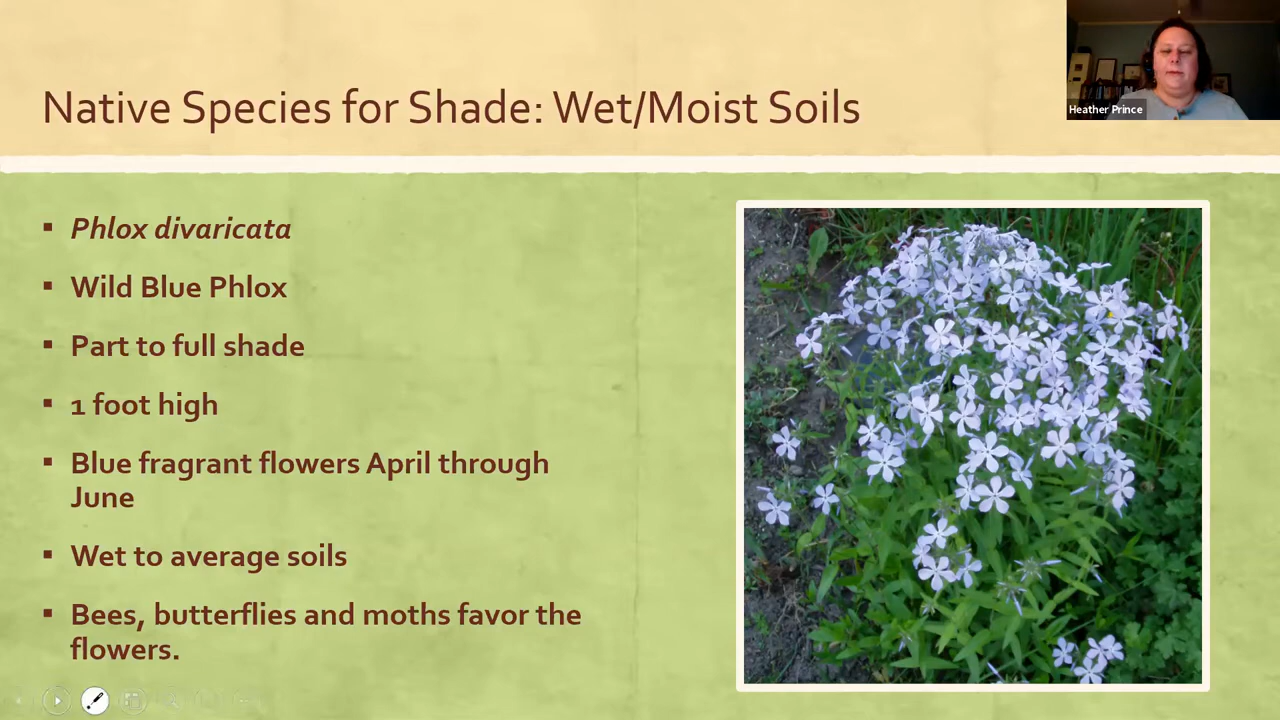 Native Species for Shade: Wet/Moist Soils
Heather Prince
Phlox divaricata
Wild Blue Phlox
Part to full shade
1 foot high
Blue fragrant flowers April through
June
Wet to average soils
Bees, butterflies and moths favor the
flowers.